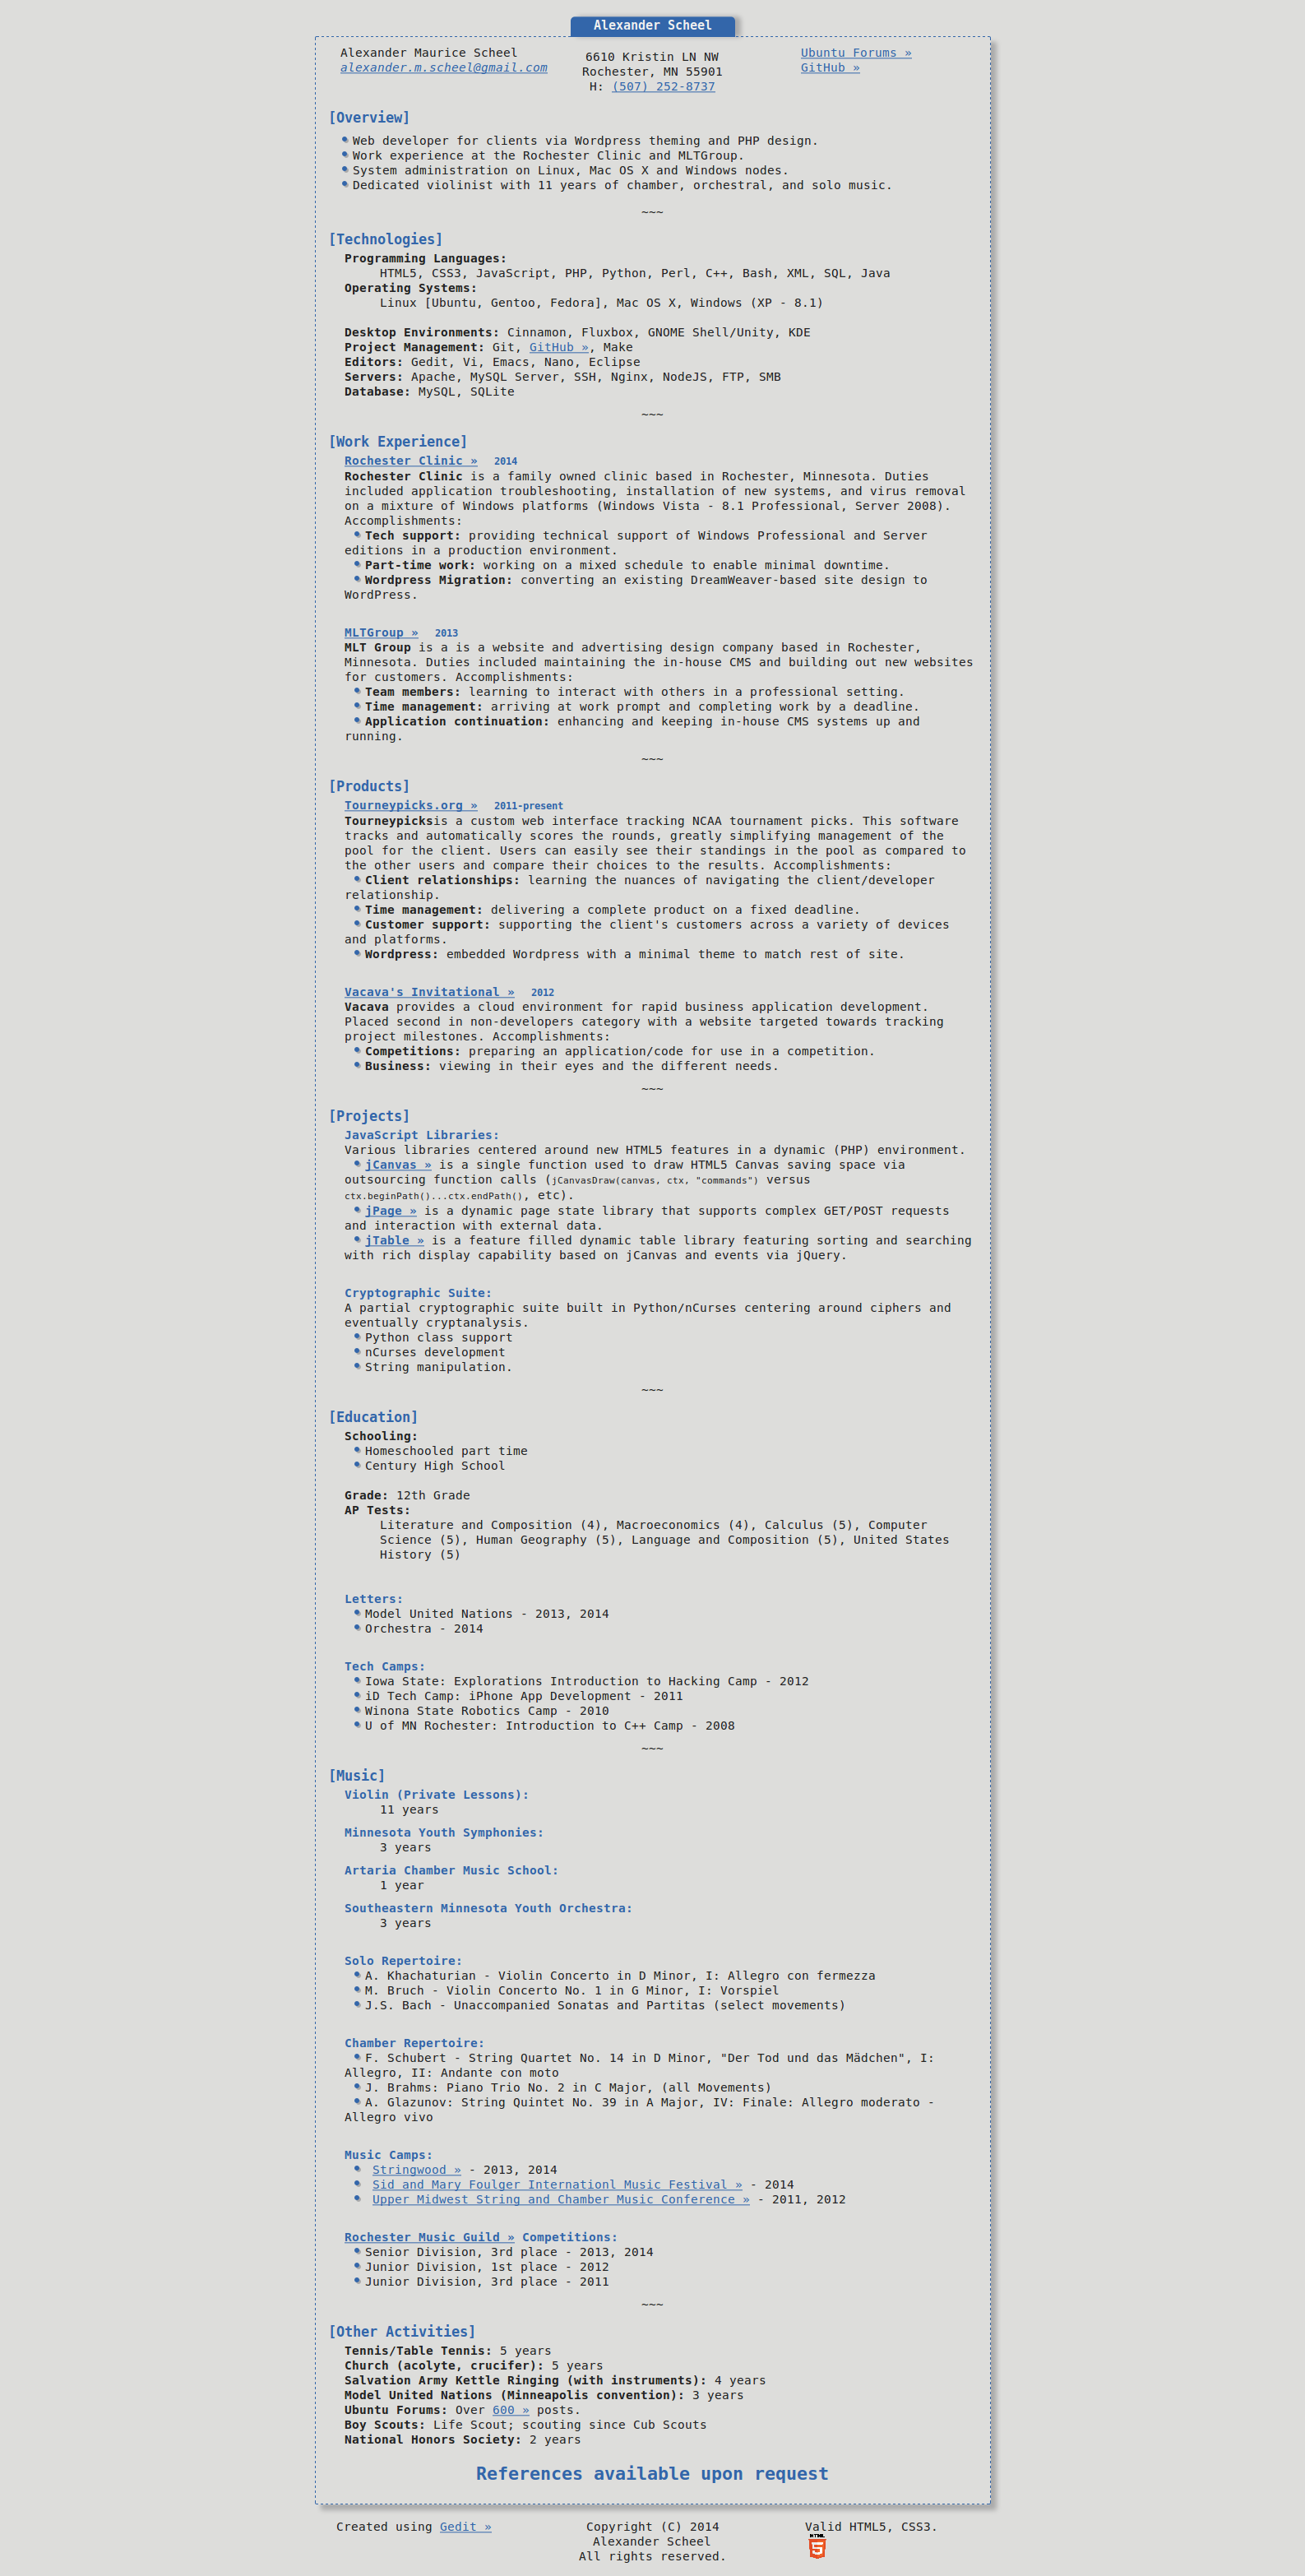 Alexander Scheel
Alexander Maurice Scheel
alexander.m.scheel@gmail.com
6610 Kristin LN NW
Rochester, MN 55901
H: (507) 252-8737
Ubuntu Forums »
GitHub »
[Overview]
Web developer for clients via Wordpress theming and PHP design.
Work experience at the Rochester Clinic and MLTGroup.
System administration on Linux, Mac OS X and Windows nodes.
Dedicated violinist with 11 years of chamber, orchestral, and solo music.
~~~
[Technologies]
Programming Languages:
HTML5, CSS3, JavaScript, PHP, Python, Perl, C++, Bash, XML, SQL, Java
Operating Systems:
Linux [Ubuntu, Gentoo, Fedora], Mac OS X, Windows (XP - 8.1)
Desktop Environments: Cinnamon, Fluxbox, GNOME Shell/Unity, KDE
Project Management: Git, GitHub », Make
Editors: Gedit, Vi, Emacs, Nano, Eclipse
Servers: Apache, MySQL Server, SSH, Nginx, NodeJS, FTP, SMB
Database: MySQL, SQLite
~~~
[Work Experience]
Rochester Clinic » 2014
Rochester Clinic is a family owned clinic based in Rochester, Minnesota. Duties
included application troubleshooting, installation of new systems, and virus removal
on a mixture of Windows platforms (Windows Vista - 8.1 Professional, Server 2008).
Accomplishments:
Tech support: providing technical support of Windows Professional and Server
editions in a production environment.
Part-time work: working on a mixed schedule to enable minimal downtime.
Wordpress Migration: converting an existing DreamWeaver-based site design to
WordPress.
MLTGroup » 2013
MLT Group is a is a website and advertising design company based in Rochester,
Minnesota. Duties included maintaining the in-house CMS and building out new websites
for customers. Accomplishments:
Team members: learning to interact with others in a professional setting.
Time management: arriving at work prompt and completing work by a deadline.
Application continuation: enhancing and keeping in-house CMS systems up and
running.
~~~
[Products]
Tourneypicks.org » 2011-present
Tourneypicksis a custom web interface tracking NCAA tournament picks. This software
tracks and automatically scores the rounds, greatly simplifying management of the
pool for the client. Users can easily see their standings in the pool as compared to
the other users and compare their choices to the results. Accomplishments:
Client relationships: learning the nuances of navigating the client/developer
relationship.
Time management: delivering a complete product on a fixed deadline.
Customer support: supporting the client's customers across a variety of devices
and platforms.
Wordpress: embedded Wordpress with a minimal theme to match rest of site.
Vacava's Invitational » 2012
Vacava provides a cloud environment for rapid business application development.
Placed second in non-developers category with a website targeted towards tracking
project milestones. Accomplishments:
Competitions: preparing an application/code for use in a competition.
Business: viewing in their eyes and the different needs.
~~~
[Projects]
JavaScript Libraries:
Various libraries centered around new HTML5 features in a dynamic (PHP) environment.
jCanvas » is a single function used to draw HTML5 Canvas saving space via
outsourcing function calls (jCanvasDraw(canvas, ctx, "commands") versus
ctx.beginPath()...ctx.endPath(), etc).
jPage » is a dynamic page state library that supports complex GET/POST requests
and interaction with external data.
jTable » is a feature filled dynamic table library featuring sorting and searching
with rich display capability based on jCanvas and events via jQuery.
Cryptographic Suite:
A partial cryptographic suite built in Python/nCurses centering around ciphers and
eventually cryptanalysis.
Python class support
nCurses development
String manipulation.
~~~
[Education]
Schooling:
Homeschooled part time
Century High School
Grade: 12th Grade
AP Tests:
Literature and Composition (4), Macroeconomics (4), Calculus (5), Computer
Science (5), Human Geography (5), Language and Composition (5), United States
History (5)
Letters:
Model United Nations - 2013, 2014
Orchestra - 2014
Tech Camps:
Iowa State: Explorations Introduction to Hacking Camp - 2012
iD Tech Camp: iPhone App Development - 2011
Winona State Robotics Camp - 2010
U of MN Rochester: Introduction to C++ Camp - 2008
~~~
[Music]
Violin (Private Lessons):
11 years
Minnesota Youth Symphonies:
3 years
Artaria Chamber Music School:
1 year
Southeastern Minnesota Youth Orchestra:
3 years
Solo Repertoire:
A. Khachaturian - Violin Concerto in D Minor, I: Allegro con fermezza
M. Bruch - Violin Concerto No. 1 in G Minor, I: Vorspiel
J.S. Bach - Unaccompanied Sonatas and Partitas (select movements)
Chamber Repertoire:
F. Schubert - String Quartet No. 14 in D Minor, "Der Tod und das Mädchen", I:
Allegro, II: Andante con moto
J. Brahms: Piano Trio No. 2 in C Major, (all Movements)
A. Glazunov: String Quintet No. 39 in A Major, IV: Finale: Allegro moderato -
Allegro vivo
Music Camps:
Stringwood » - 2013, 2014
Sid and Mary Foulger Internationl Music Festival » - 2014
Upper Midwest String and Chamber Music Conference » - 2011, 2012
Rochester Music Guild » Competitions:
Senior Division, 3rd place - 2013, 2014
Junior Division, 1st place - 2012
Junior Division, 3rd place - 2011
~~~
[Other Activities]
Tennis/Table Tennis: 5 years
Church (acolyte, crucifer): 5 years
Salvation Army Kettle Ringing (with instruments): 4 years
Model United Nations (Minneapolis convention): 3 years
Ubuntu Forums: Over 600 » posts.
Boy Scouts: Life Scout; scouting since Cub Scouts
National Honors Society: 2 years
References available upon request
Created using Gedit »
Copyright (C) 2014
Alexander Scheel
All rights reserved.
Valid HTML5, CSS3.
HTML
5